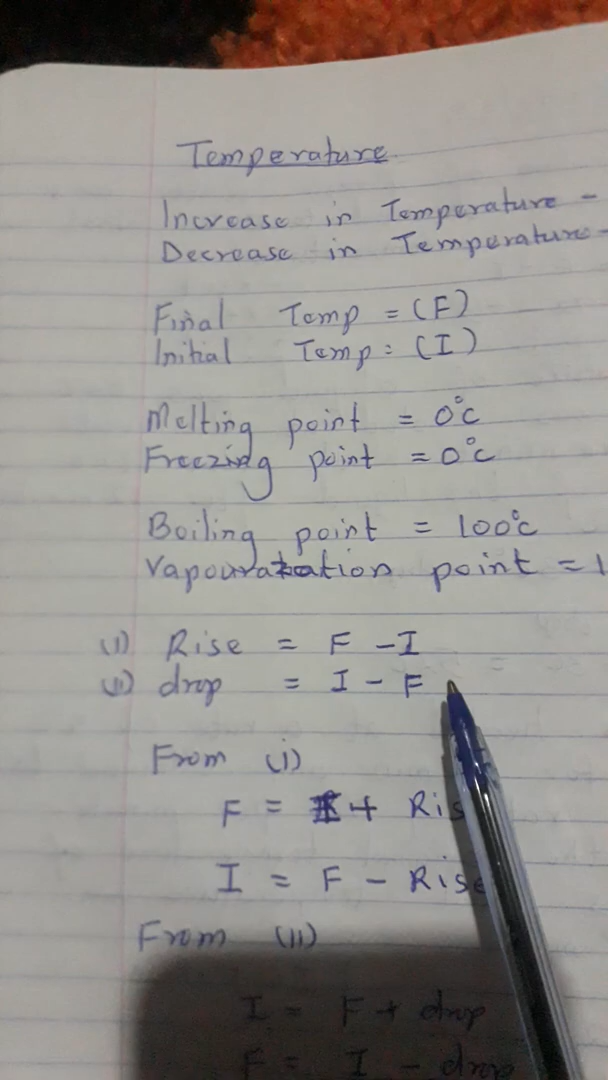 Temperature
Increase in Temperature -
Decrease in Temperature -
Final Temp = (F)
Initial Temp = (I)
Melting point = 0°c
Freezing point = 0°c
Boiling point = 100°c
Vapouration point = 1
(i) Rise = F - I
(ii) drop = I - F
From (i)
F = I + Ris
I = F - Rise
From (ii)
I = F + drop
F = I - drop